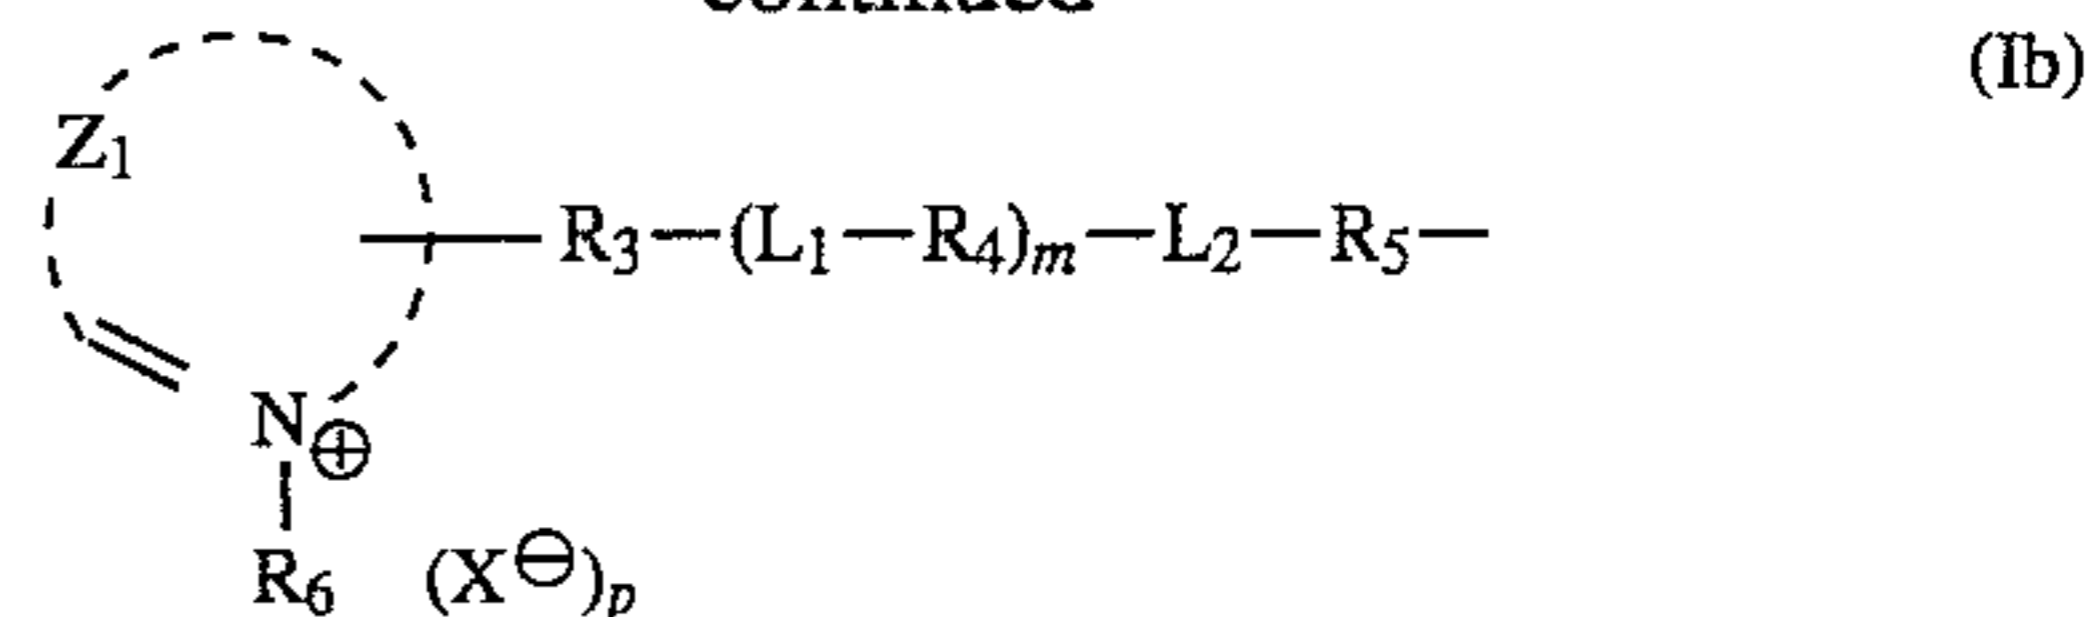 (Ib)
Z1
R3—(L1—R4)m—L2—R5—
N⊕
R6 (X⊖)p